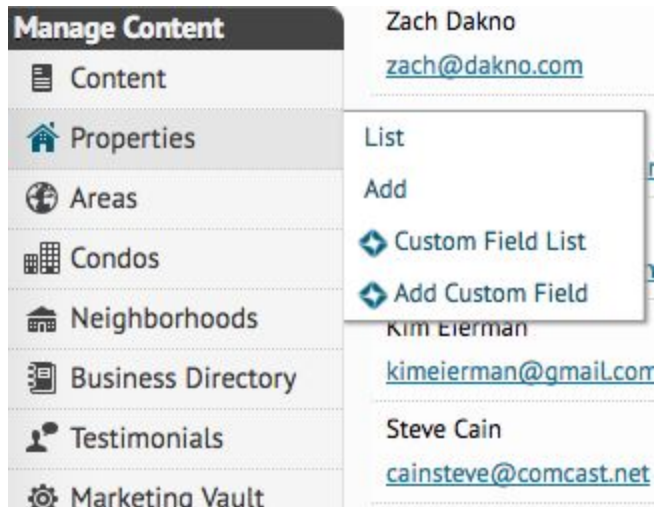 Manage Content
Content
Properties
Areas
Condos
Neighborhoods
Business Directory
Testimonials
Marketing Vault
List
Add
Custom Field List
Add Custom Field
Zach Dakno
zach@dakno.com
Kim Eierman
kimeierman@gmail.com
Steve Cain
cainsteve@comcast.net